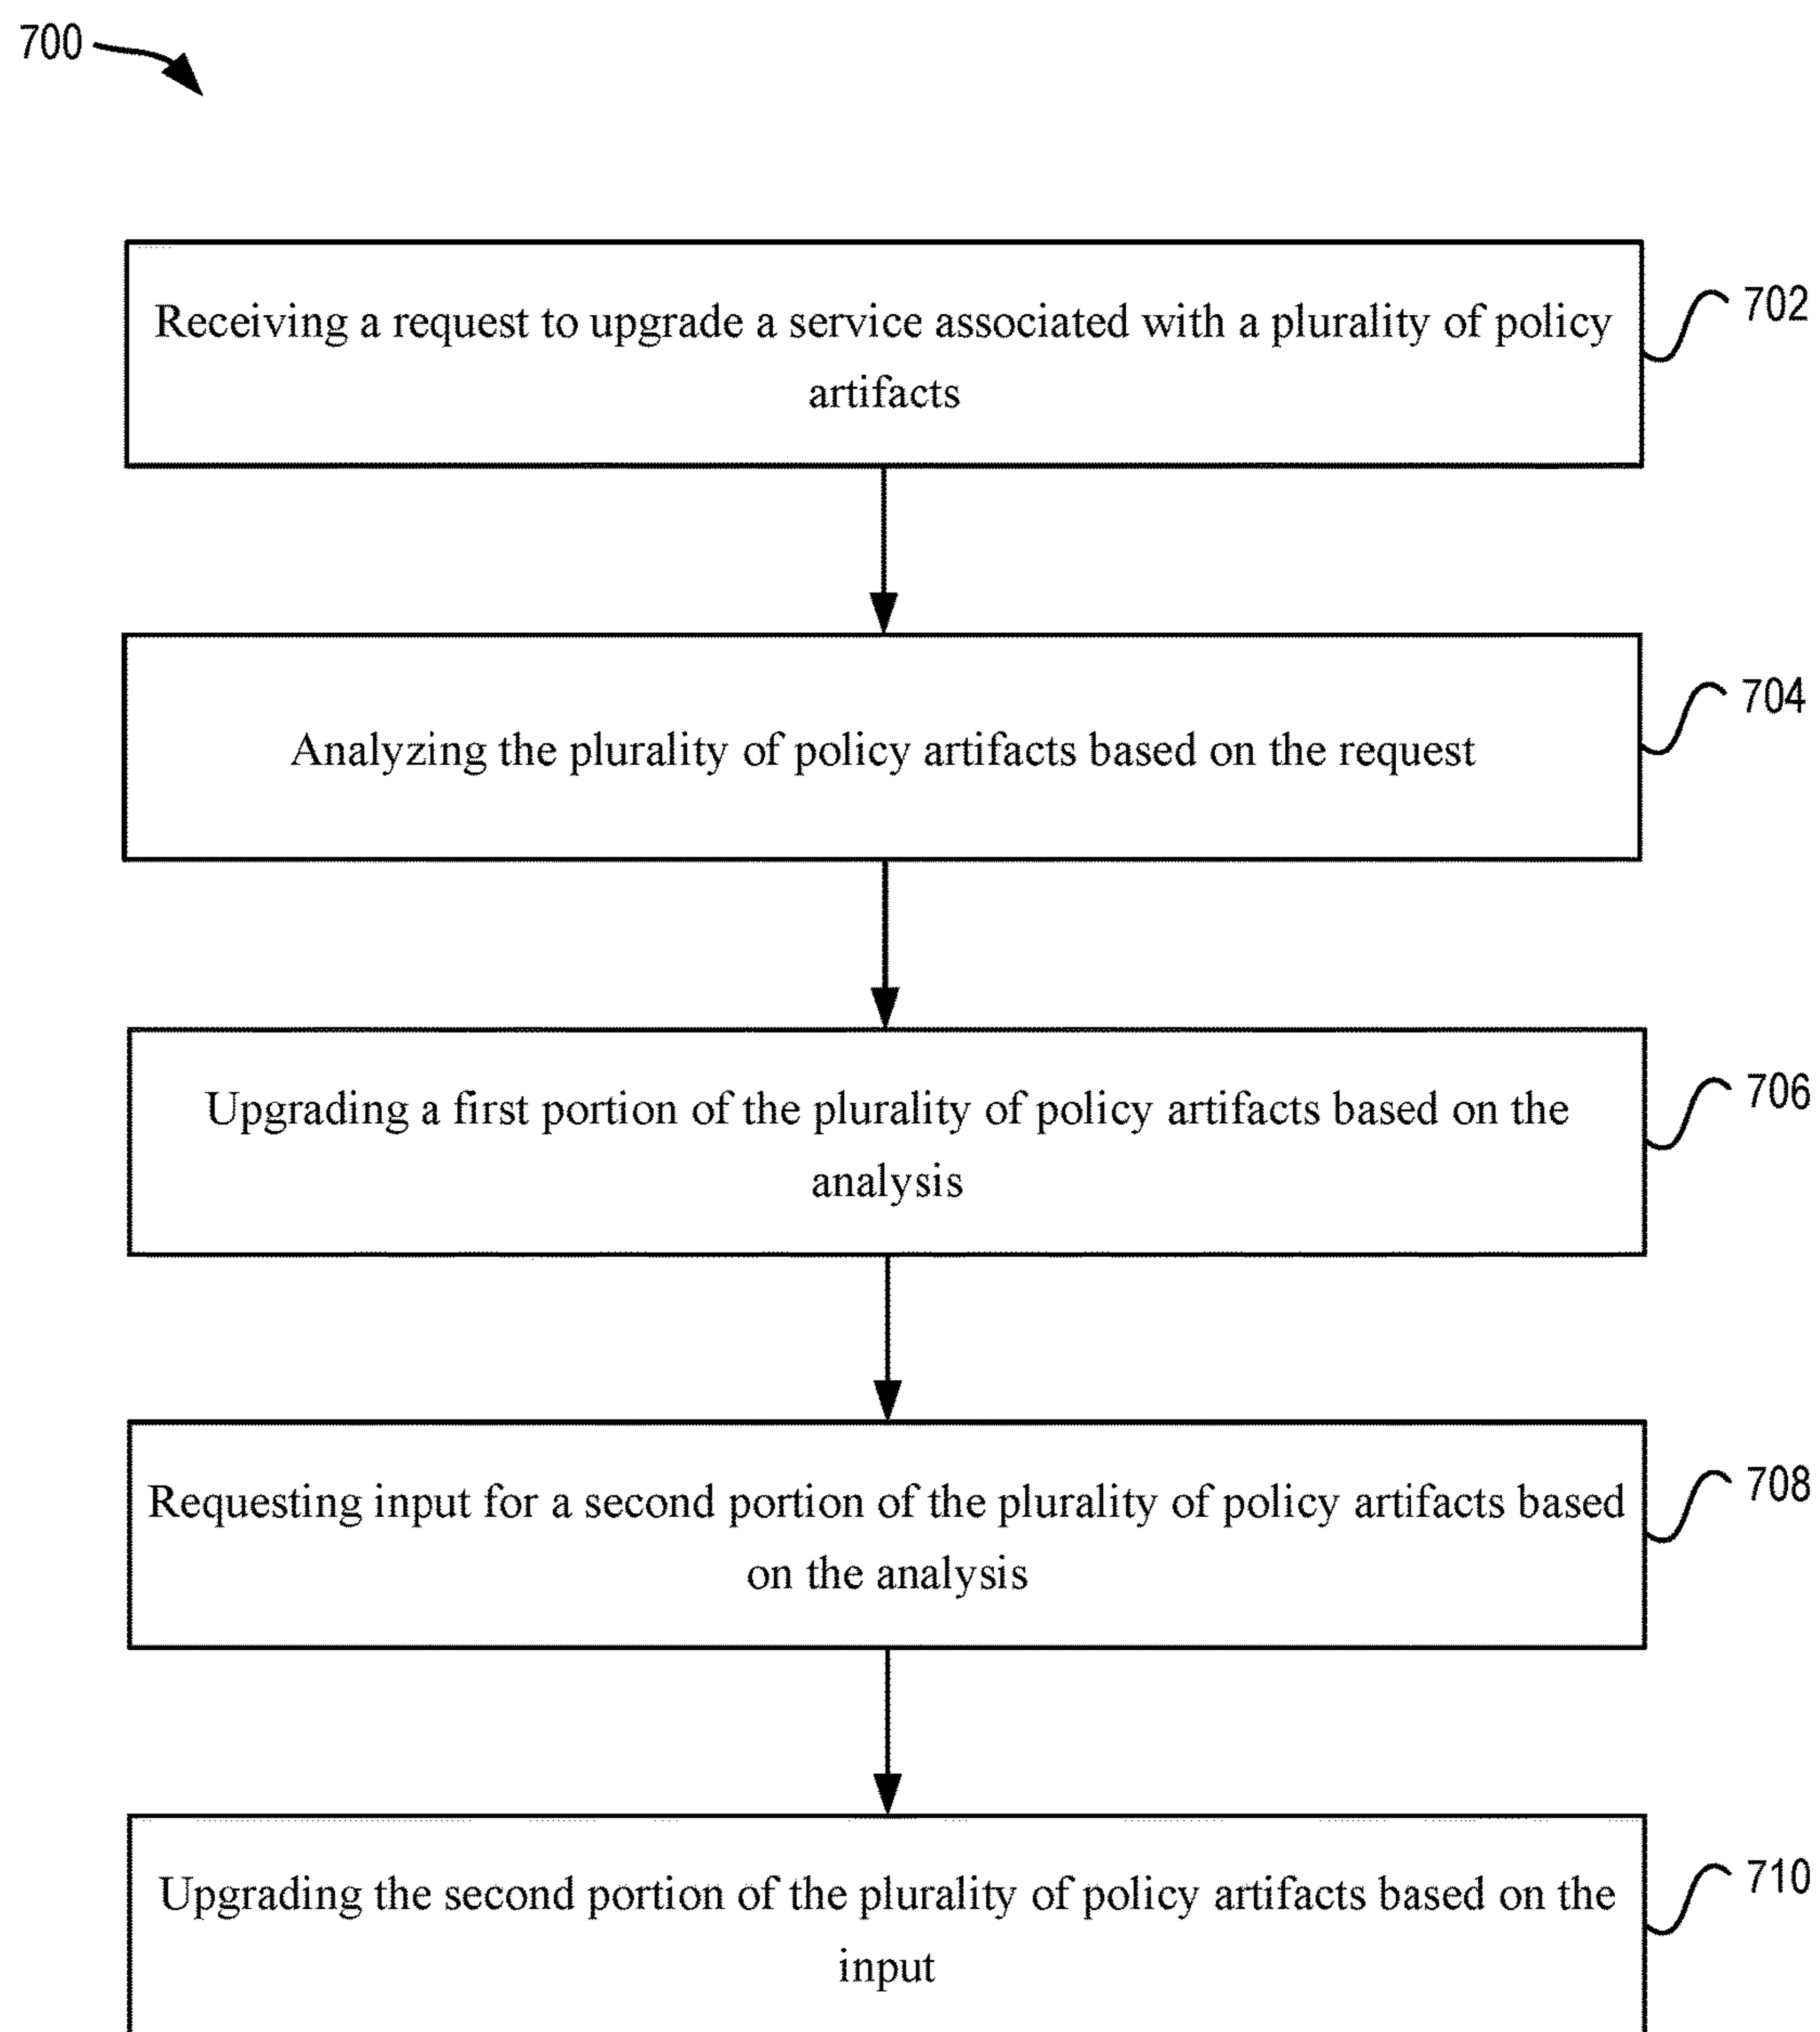 700
Receiving a request to upgrade a service associated with a plurality of policy
artifacts
702
Analyzing the plurality of policy artifacts based on the request
704
Upgrading a first portion of the plurality of policy artifacts based on the
analysis
706
Requesting input for a second portion of the plurality of policy artifacts based
on the analysis
708
Upgrading the second portion of the plurality of policy artifacts based on the
input
710